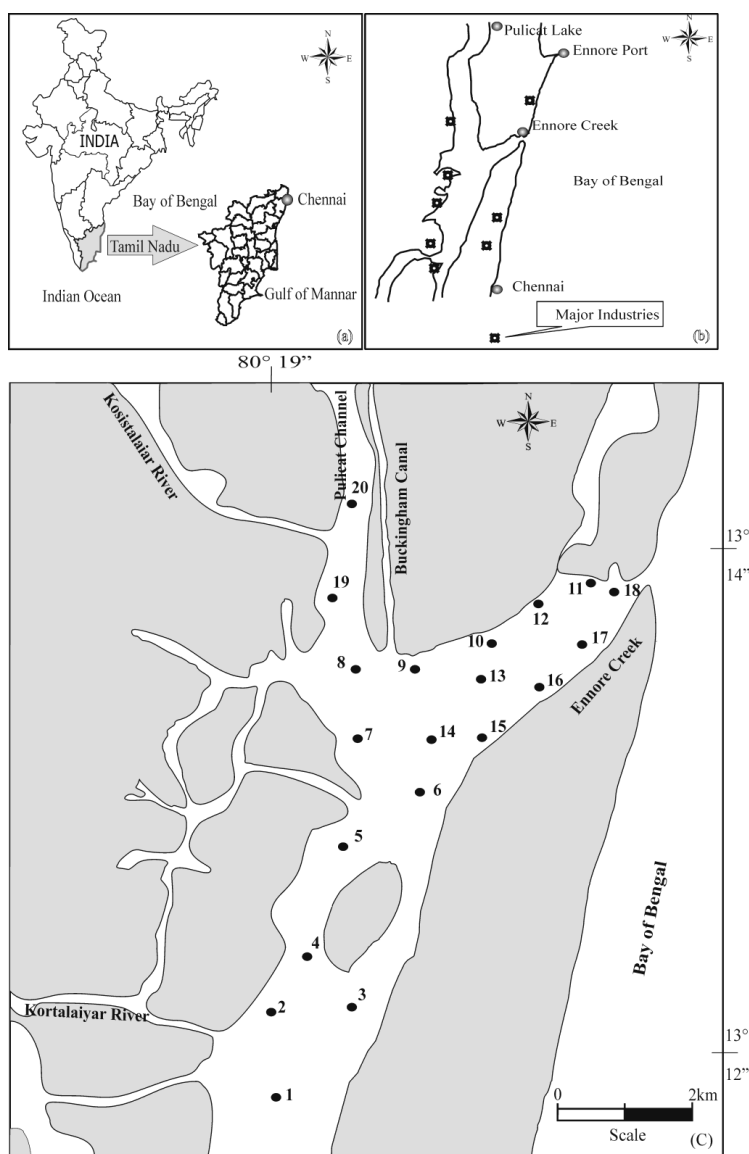 N
W E
S
INDIA
Bay of Bengal
Chennai
Tamil Nadu
Indian Ocean
Gulf of Mannar
(a)
Pulicat Lake
N
W E
S
Ennore Port
Ennore Creek
Bay of Bengal
Chennai
Major Industries
(b)
80° 19”
Kosistalaiar River
Pulicat Channel
Buckingham Canal
N
W E
S
20
13°
14”
19
11
18
12
10
17
8
9
13
16
Ennore Creek
7
14
15
6
5
Bay of Bengal
4
Kortalaiyar River
2
3
13°
12”
1
0 2km
Scale
(C)